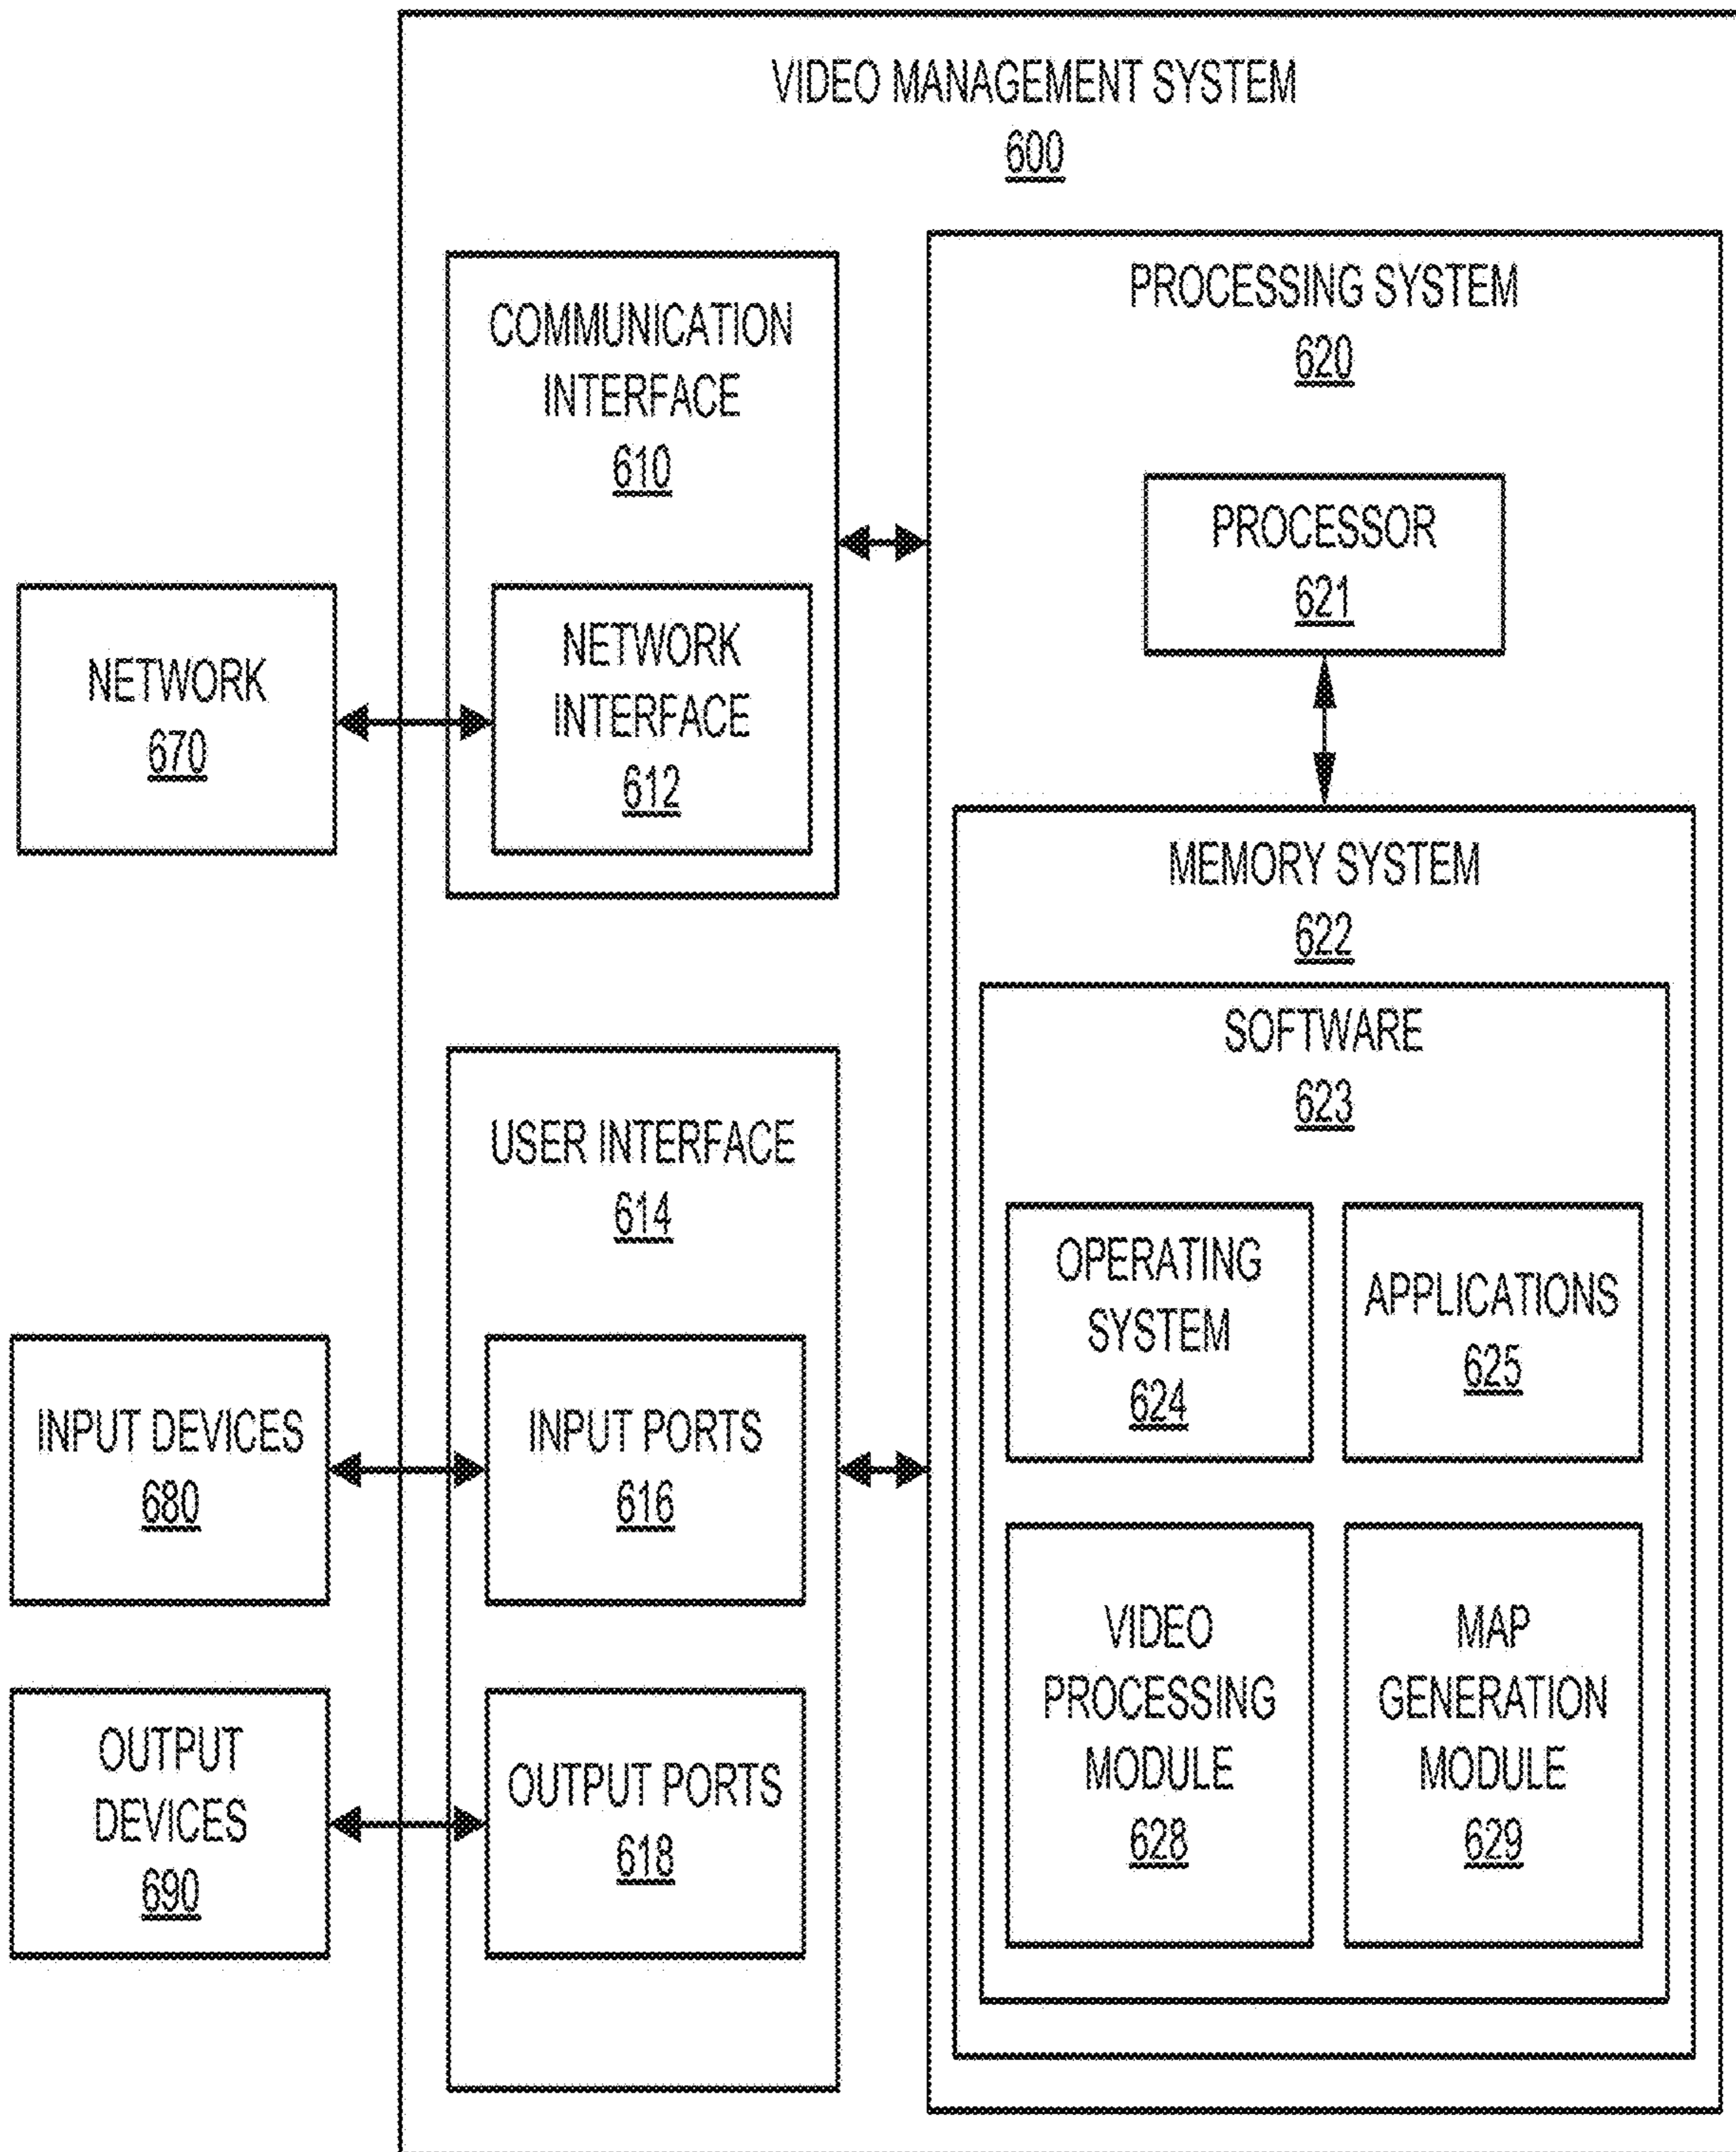 VIDEO MANAGEMENT SYSTEM
600
COMMUNICATION
INTERFACE
610
NETWORK
INTERFACE
612
NETWORK
670
PROCESSING SYSTEM
620
PROCESSOR
621
MEMORY SYSTEM
622
SOFTWARE
623
OPERATING
SYSTEM
624
APPLICATIONS
625
VIDEO
PROCESSING
MODULE
628
MAP
GENERATION
MODULE
629
USER INTERFACE
614
INPUT DEVICES
680
INPUT PORTS
616
OUTPUT
DEVICES
690
OUTPUT PORTS
618